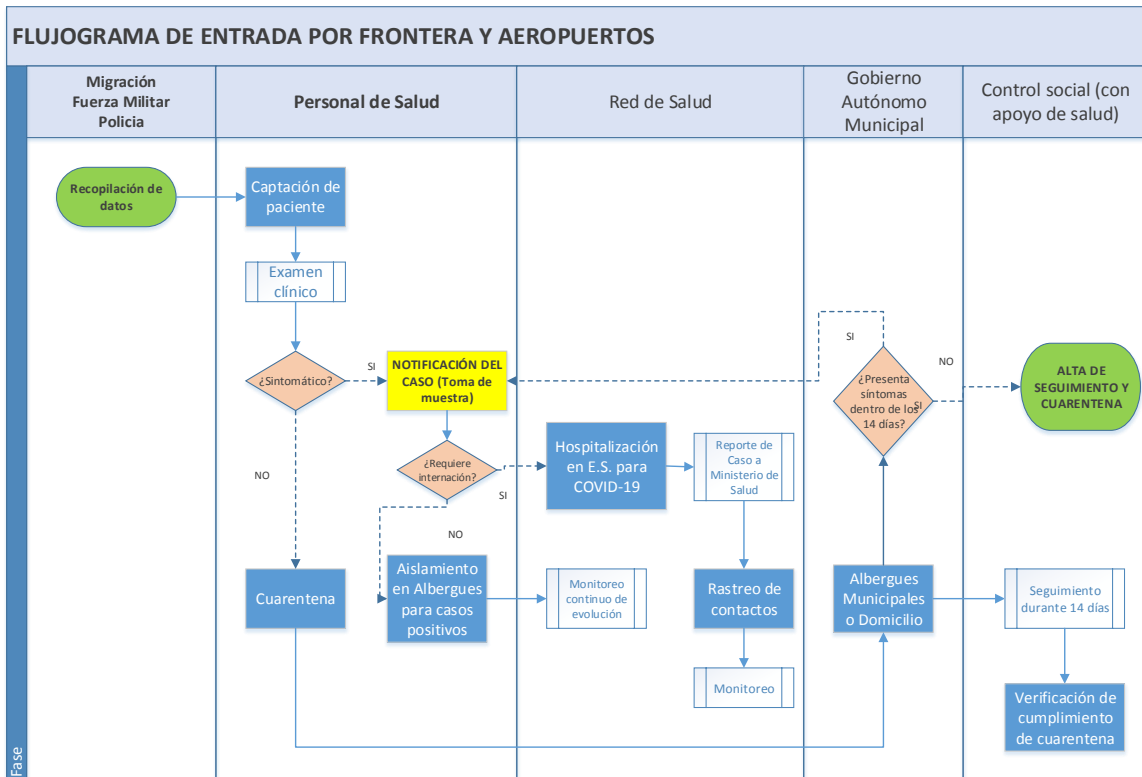 FLUJOGRAMA DE ENTRADA POR FRONTERA Y AEROPUERTOS
Migración
Fuerza Militar
Policia
Personal de Salud
Red de Salud
Gobierno
Autónomo
Municipal
Control social (con
apoyo de salud)
Fase
Recopilación de
datos
Captación de
paciente
Examen
clínico
¿Sintomático?
SI
NO
NOTIFICACIÓN DEL
CASO (Toma de
muestra)
¿Requiere
internación?
SI
NO
Cuarentena
Aislamiento
en Albergues
para casos
positivos
Hospitalización
en E.S. para
COVID-19
Reporte de
Caso a
Ministerio de
Salud
Monitoreo
continuo de
evolución
Rastreo de
contactos
Monitoreo
SI
¿Presenta
síntomas
dentro de los
14 días?
SI
NO
Albergues
Municipales
o Domicilio
ALTA DE
SEGUIMIENTO Y
CUARENTENA
Seguimiento
durante 14 días
Verificación de
cumplimiento
de cuarentena